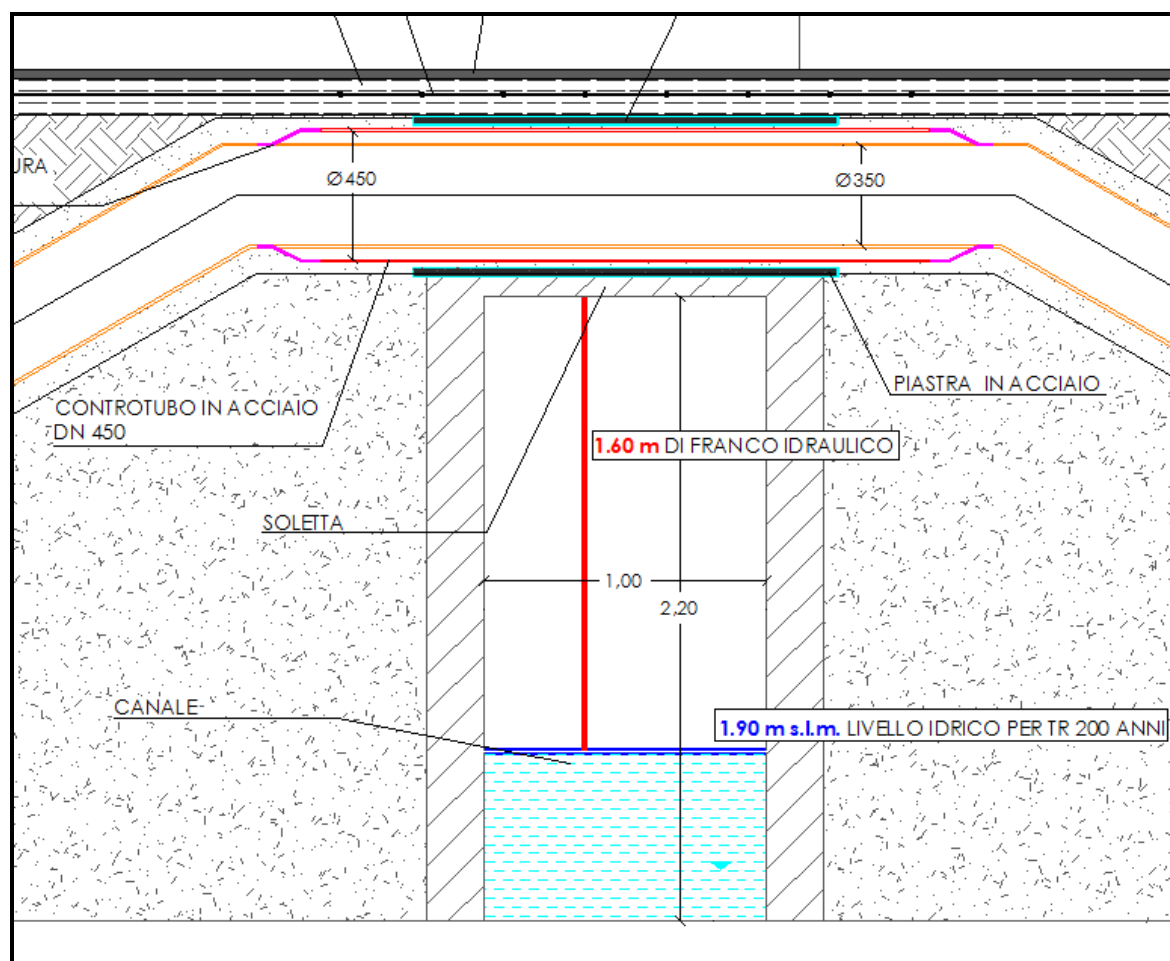 URA
Ø450
Ø350
PIASTRA IN ACCIAIO
CONTROTUBO IN ACCIAIO
DN 450
1.60 m DI FRANCO IDRAULICO
SOLETTA
1,00
2,20
CANALE
1.90 m s.l.m. LIVELLO IDRICO PER TR 200 ANNI